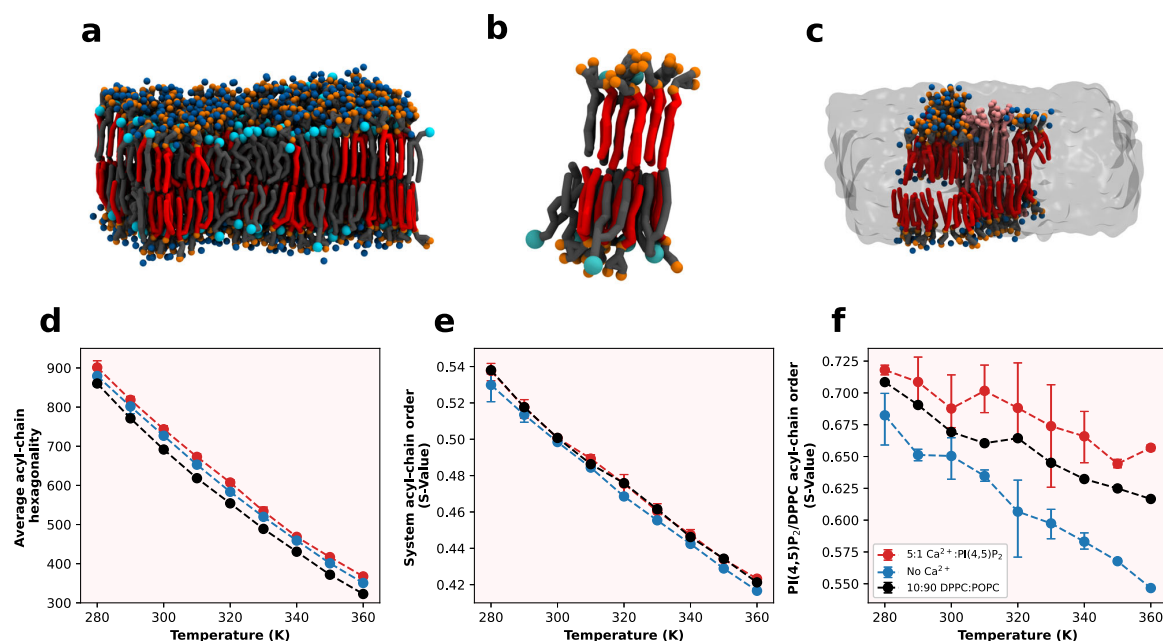 a
b
c
d
e
f
Average acyl-chain
hexagonality
900
800
700
600
500
400
300
280
300
320
340
360
Temperature (K)
System acyl-chain order
(S-Value)
0.54
0.52
0.50
0.48
0.46
0.44
0.42
280
300
320
340
360
Temperature (K)
PI(4,5)P₂/DPPC acyl-chain order
(S-Value)
0.725
0.700
0.675
0.650
0.625
0.600
0.575
0.550
5:1 Ca²⁺:PI(4,5)P₂
No Ca²⁺
10:90 DPPC:POPC
280
300
320
340
360
Temperature (K)